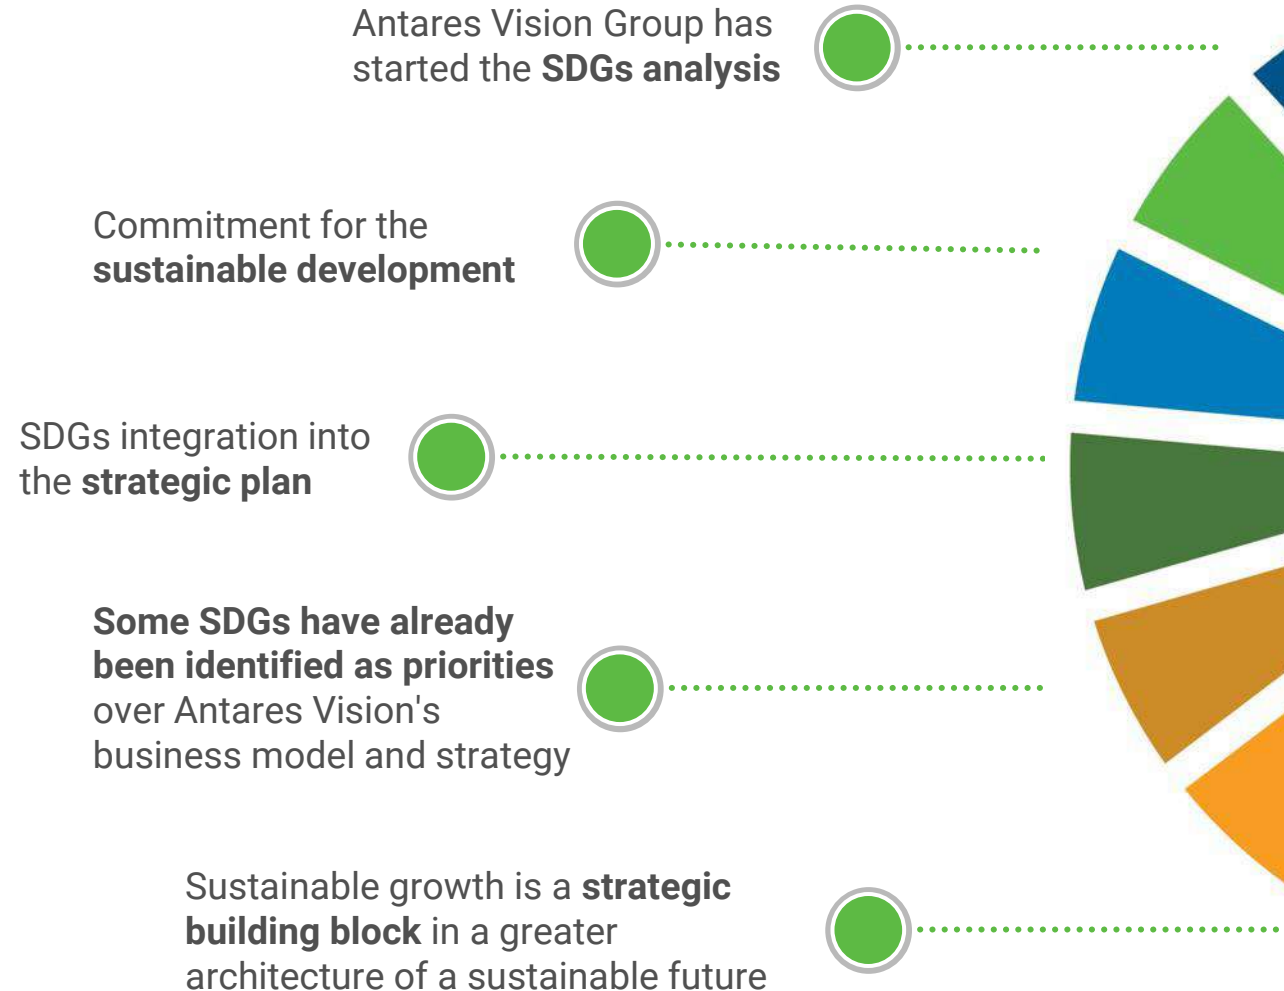 Antares Vision Group has
started the SDGs analysis
Commitment for the
sustainable development
SDGs integration into
the strategic plan
Some SDGs have already
been identified as priorities
over Antares Vision's
business model and strategy
Sustainable growth is a strategic
building block in a greater
architecture of a sustainable future